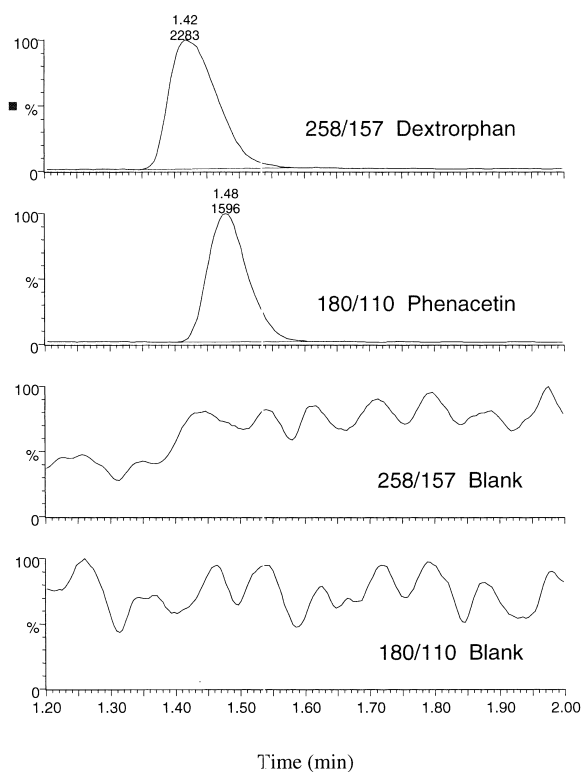 1.42
2283
100
%
258/157 Dextrorphan
0
1.48
1596
100
%
180/110 Phenacetin
0
100
%
258/157 Blank
0
100
%
180/110 Blank
0
1.20 1.30 1.40 1.50 1.60 1.70 1.80 1.90 2.00
Time (min)